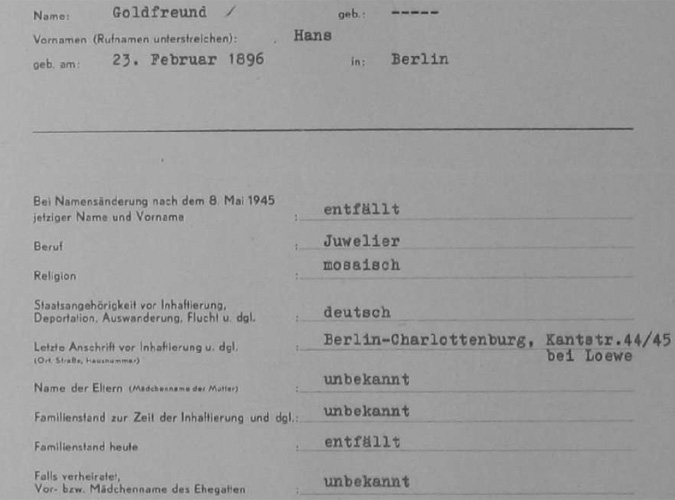 Name: Goldfreund / geb.: -----
Vornamen (Rufnamen unterstreichen): Hans
geb. am: 23. Februar 1896 in: Berlin
Bei Namensänderung nach dem 8. Mai 1945
jetziger Name und Vorname : entfällt
Beruf : Juwelier
Religion : mosaisch
Staatsangehörigkeit vor Inhaftierung,
Deportation, Auswanderung, Flucht u. dgl. : deutsch
Letzte Anschrift vor Inhaftierung u. dgl. : Berlin-Charlottenburg, Kantstr.44/45
(Ort, Straße, Hausnummer) bei Loewe
Name der Eltern (Mädchenname der Mutter) : unbekannt
Familienstand zur Zeit der Inhaftierung und dgl.: unbekannt
Familienstand heute : entfällt
Falls verheiratet,
Vor- bzw. Mädchenname des Ehegatten : unbekannt